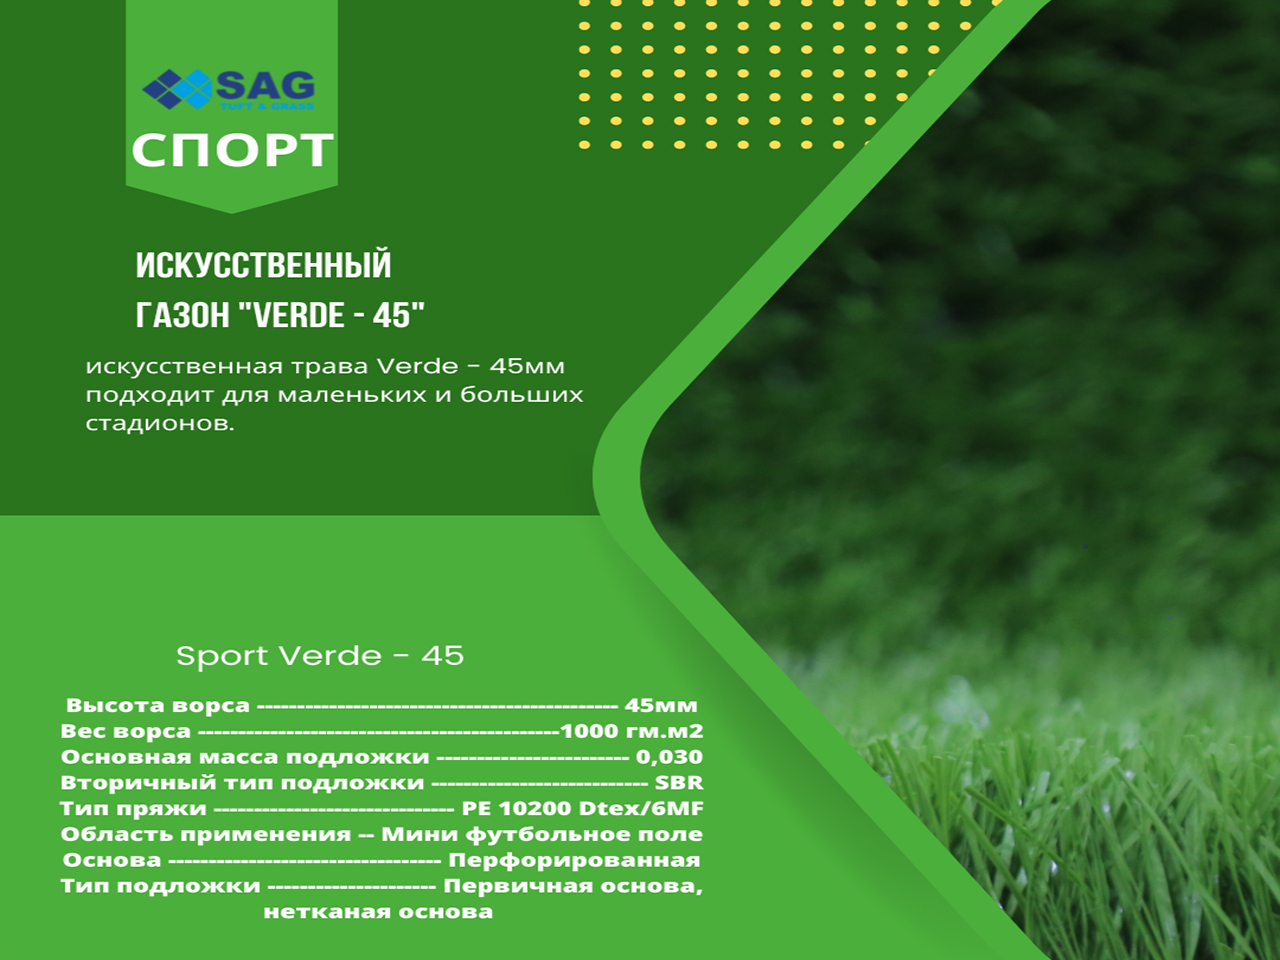 SAG
TUFT & GRASS
СПОРТ
ИСКУССТВЕННЫЙ
ГАЗОН "VERDE - 45"
искусственная трава Verde - 45мм
подходит для маленьких и больших
стадионов.
Sport Verde - 45
Высота ворса --------------------------------------------- 45мм
Вес ворса ---------------------------------------------1000 гм.м2
Основная масса подложки ------------------------ 0,030
Вторичный тип подложки --------------------------- SBR
Тип пряжи ------------------------------ PE 10200 Dtex/6MF
Область применения -- Мини футбольное поле
Основа ---------------------------------- Перфорированная
Тип подложки --------------------- Первичная основа,
нетканая основа